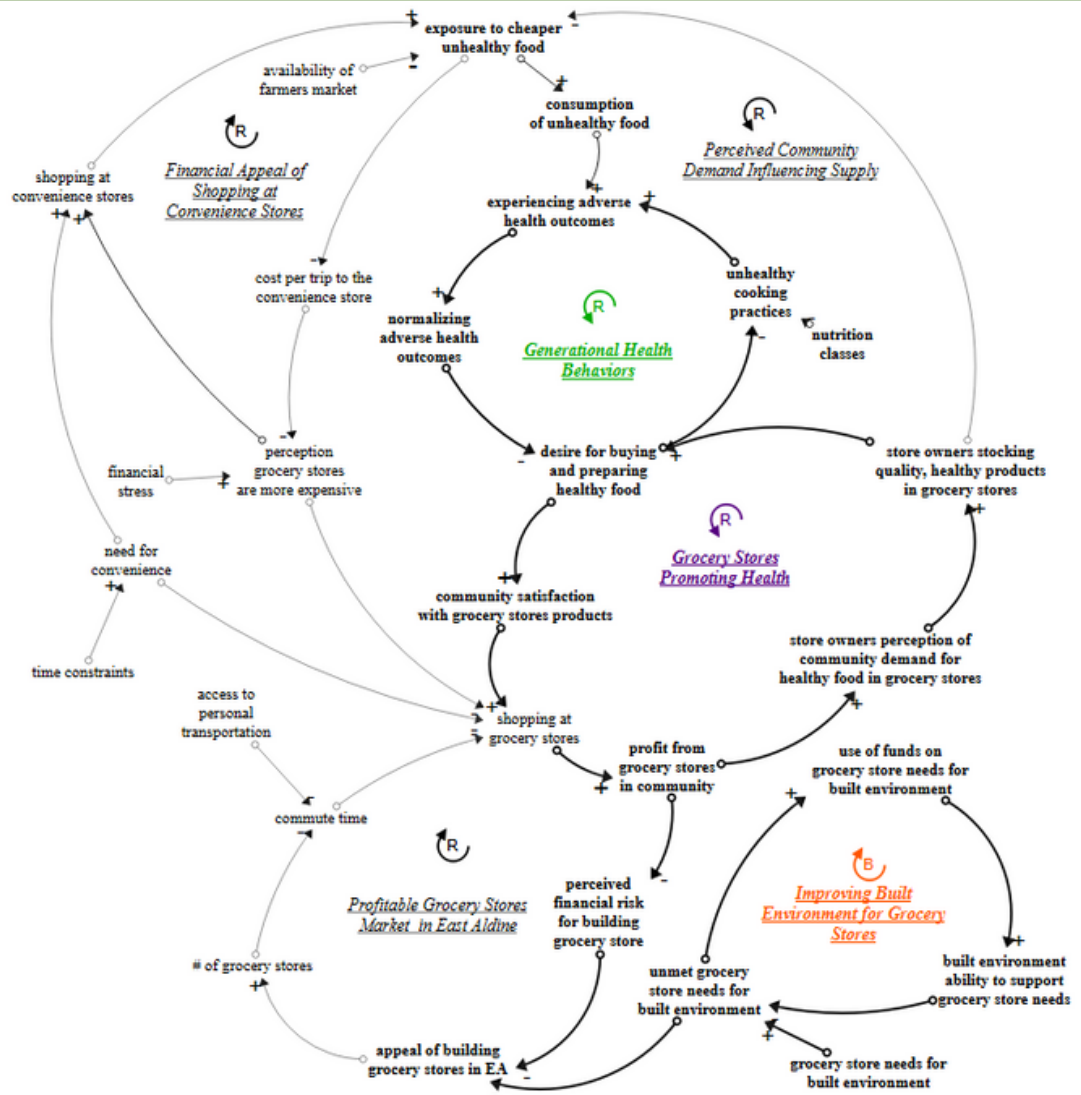 exposure to cheaper
unhealthy food
availability of
farmers market
consumption
of unhealthy food
R
Financial Appeal of
Shopping at
Convenience Stores
R
Perceived Community
Demand Influencing Supply
shopping at
convenience stores
experiencing adverse
health outcomes
cost per trip to the
convenience store
unhealthy
cooking
practices
normalizing
adverse health
outcomes
R
Generational Health
Behaviors
nutrition
classes
perception
grocery stores
are more expensive
financial
stress
desire for buying
and preparing
healthy food
store owners stocking
quality, healthy products
in grocery stores
R
Grocery Stores
Promoting Health
need for
convenience
community satisfaction
with grocery stores products
time constraints
store owners perception of
community demand for
healthy food in grocery stores
access to
personal
transportation
shopping at
grocery stores
profit from
grocery stores
in community
use of funds on
grocery store needs for
built environment
commute time
R
Profitable Grocery Stores
Market in East Aldine
B
Improving Built
Environment for Grocery
Stores
perceived
financial risk
for building
grocery store
# of grocery stores
unmet grocery
store needs for
built environment
built environment
ability to support
grocery store needs
appeal of building
grocery stores in EA
grocery store needs for
built environment